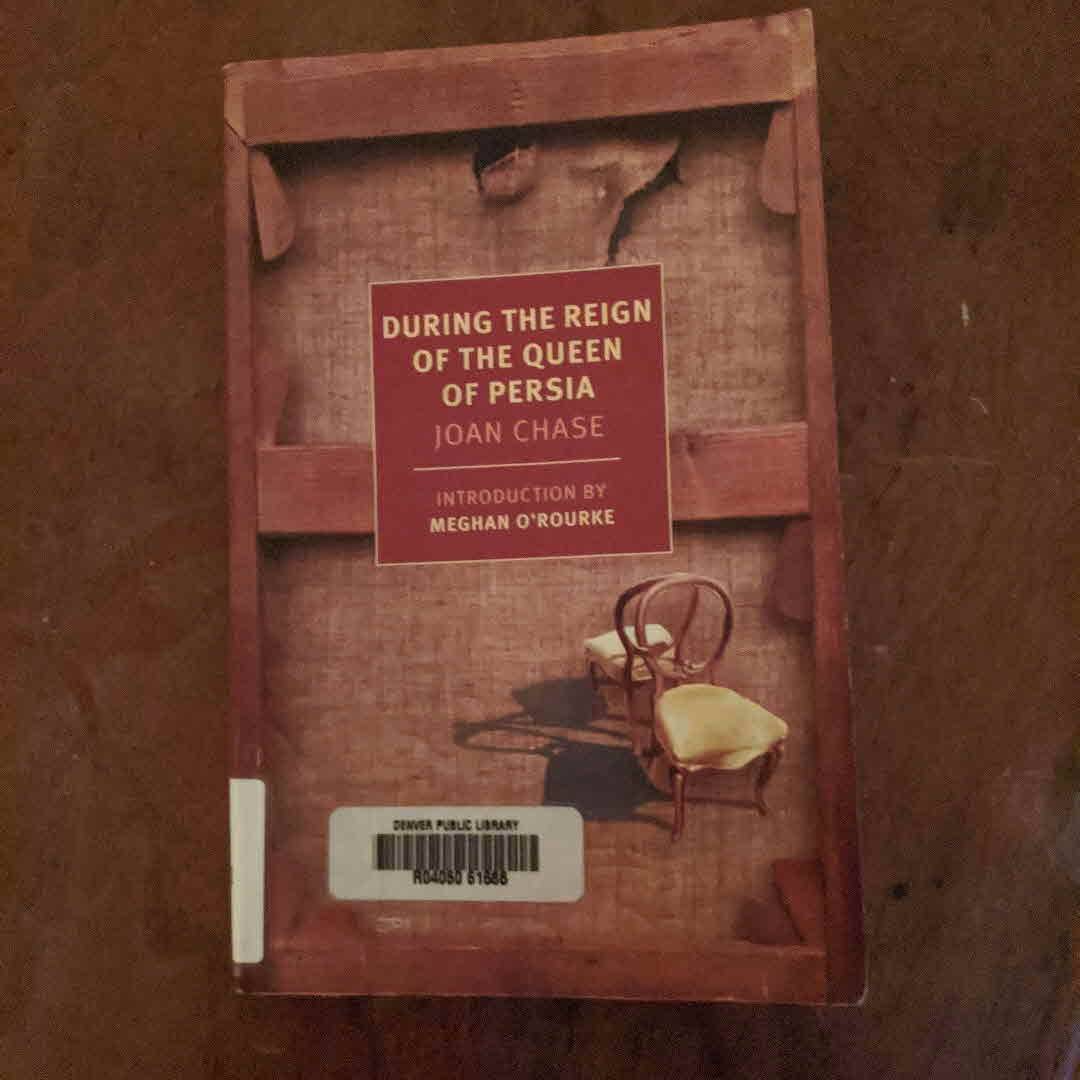 DURING THE REIGN
OF THE QUEEN
OF PERSIA
JOAN CHASE
INTRODUCTION BY
MEGHAN O'ROURKE
DENVER PUBLIC LIBRARY